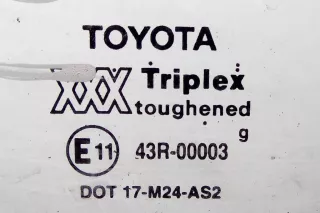 TOYOTA
XXX Triplex
toughened
g
E 11 43R-00003
DOT 17-M24-AS2